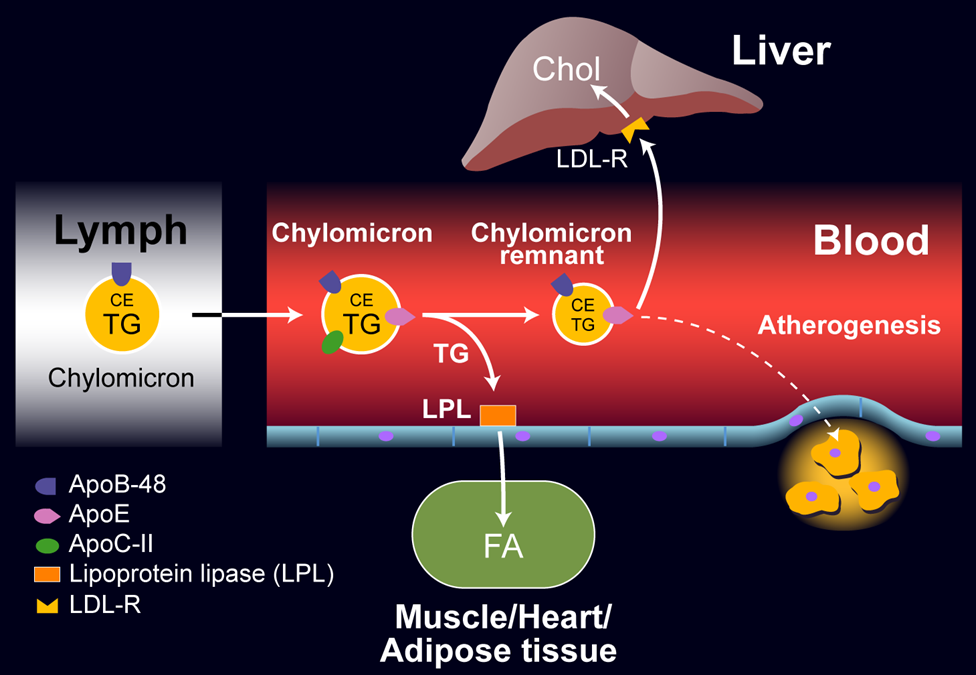 Liver
Chol
LDL-R
Lymph
CE
TG
Chylomicron
Chylomicron
CE
TG
Chylomicron
remnant
CE
TG
Blood
Atherogenesis
TG
LPL
FA
Muscle/Heart/
Adipose tissue
ApoB-48
ApoE
ApoC-II
Lipoprotein lipase (LPL)
LDL-R